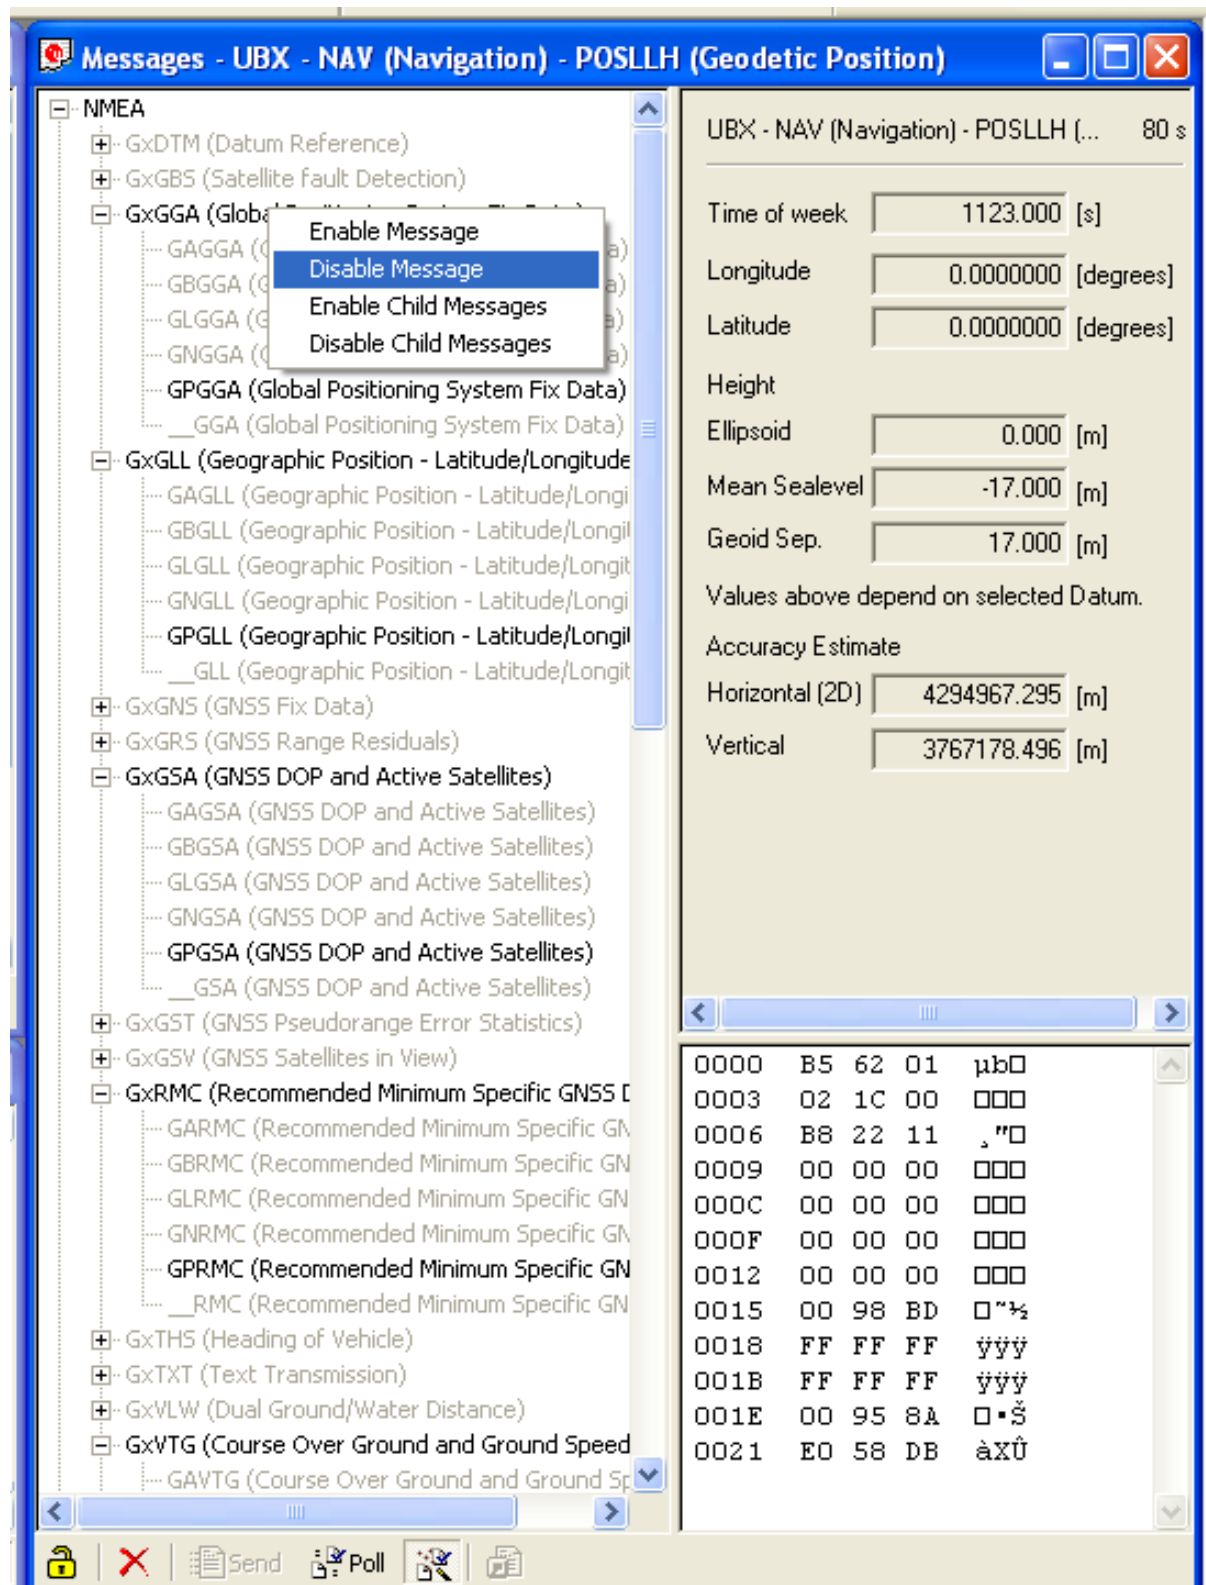 Messages - UBX - NAV (Navigation) - POSLLH (Geodetic Position)
NMEA
GxDTM (Datum Reference)
GxGBS (Satellite fault Detection)
GxGGA (Globa
Enable Message
Disable Message
Enable Child Messages
Disable Child Messages
GAGGA (
a)
GBGGA (
a)
GLGGA (
a)
GNGGA (
a)
GPGGA (Global Positioning System Fix Data)
__GGA (Global Positioning System Fix Data)
GxGLL (Geographic Position - Latitude/Longitude
GAGLL (Geographic Position - Latitude/Longi
GBGLL (Geographic Position - Latitude/Longit
GLGLL (Geographic Position - Latitude/Longit
GNGLL (Geographic Position - Latitude/Longi
GPGLL (Geographic Position - Latitude/Longit
__GLL (Geographic Position - Latitude/Longit
GxGNS (GNSS Fix Data)
GxGRS (GNSS Range Residuals)
GxGSA (GNSS DOP and Active Satellites)
GAGSA (GNSS DOP and Active Satellites)
GBGSA (GNSS DOP and Active Satellites)
GLGSA (GNSS DOP and Active Satellites)
GNGSA (GNSS DOP and Active Satellites)
GPGSA (GNSS DOP and Active Satellites)
__GSA (GNSS DOP and Active Satellites)
GxGST (GNSS Pseudorange Error Statistics)
GxGSV (GNSS Satellites in View)
GxRMC (Recommended Minimum Specific GNSS D
GARMC (Recommended Minimum Specific GN
GBRMC (Recommended Minimum Specific GN
GLRMC (Recommended Minimum Specific GN
GNRMC (Recommended Minimum Specific GN
GPRMC (Recommended Minimum Specific GN
__RMC (Recommended Minimum Specific GN
GxTHS (Heading of Vehicle)
GxTXT (Text Transmission)
GxVLW (Dual Ground/Water Distance)
GxVTG (Course Over Ground and Ground Speed
GAVTG (Course Over Ground and Ground Sp
UBX - NAV (Navigation) - POSLLH (... 80 s
Time of week 1123.000 [s]
Longitude 0.0000000 [degrees]
Latitude 0.0000000 [degrees]
Height
Ellipsoid 0.000 [m]
Mean Sealevel -17.000 [m]
Geoid Sep. 17.000 [m]
Values above depend on selected Datum.
Accuracy Estimate
Horizontal (2D) 4294967.295 [m]
Vertical 3767178.496 [m]
0000 B5 62 01 µb□
0003 02 1C 00 □□□
0006 B8 22 11 ¸"□
0009 00 00 00 □□□
000C 00 00 00 □□□
000F 00 00 00 □□□
0012 00 00 00 □□□
0015 00 98 BD □˜½
0018 FF FF FF ÿÿÿ
001B FF FF FF ÿÿÿ
001E 00 95 8A □•Š
0021 E0 58 DB àXÛ
Send
Poll